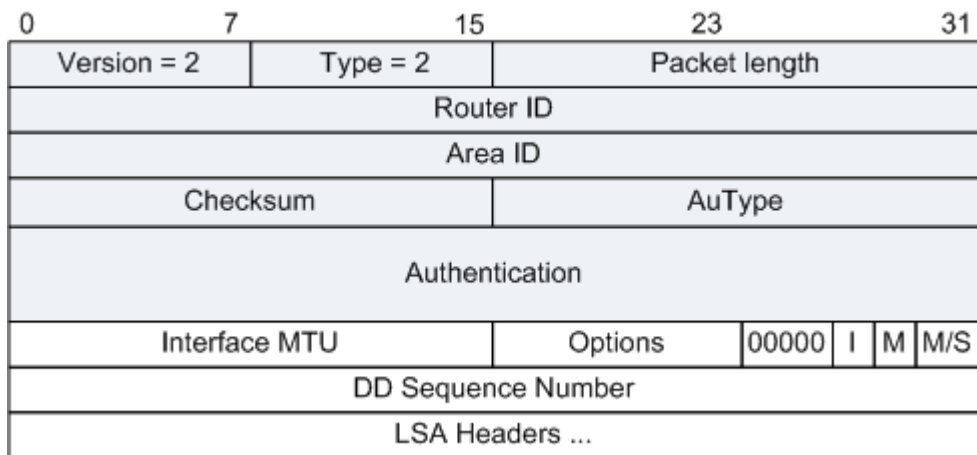 0 7 15 23 31
Version = 2 Type = 2 Packet length
Router ID
Area ID
Checksum AuType
Authentication
Interface MTU Options 00000 I M M/S
DD Sequence Number
LSA Headers ...